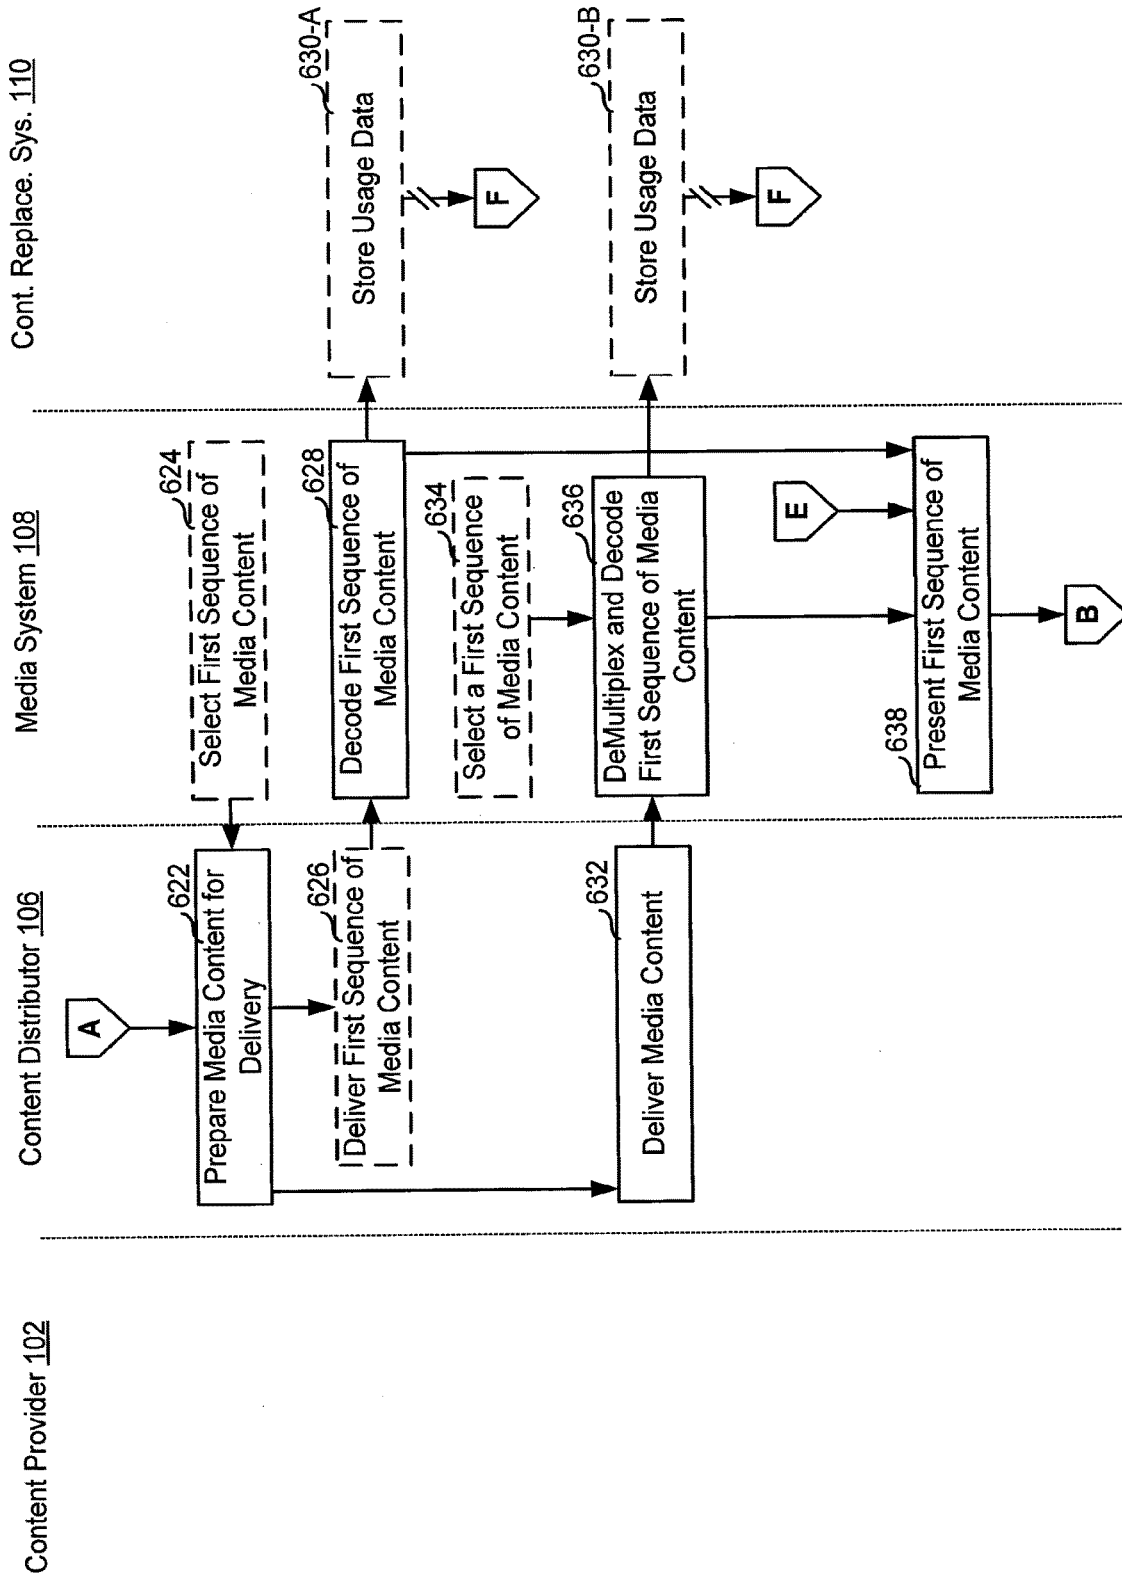 Content Provider 102
Content Distributor 106
Media System 108
Cont. Replace. Sys. 110
A
622
Prepare Media Content for
Delivery
624
Select First Sequence of
Media Content
626
Deliver First Sequence of
Media Content
628
Decode First Sequence of
Media Content
630-A
Store Usage Data
F
632
Deliver Media Content
634
Select a First Sequence
of Media Content
636
DeMultiplex and Decode
First Sequence of Media
Content
630-B
Store Usage Data
F
E
638
Present First Sequence of
Media Content
B